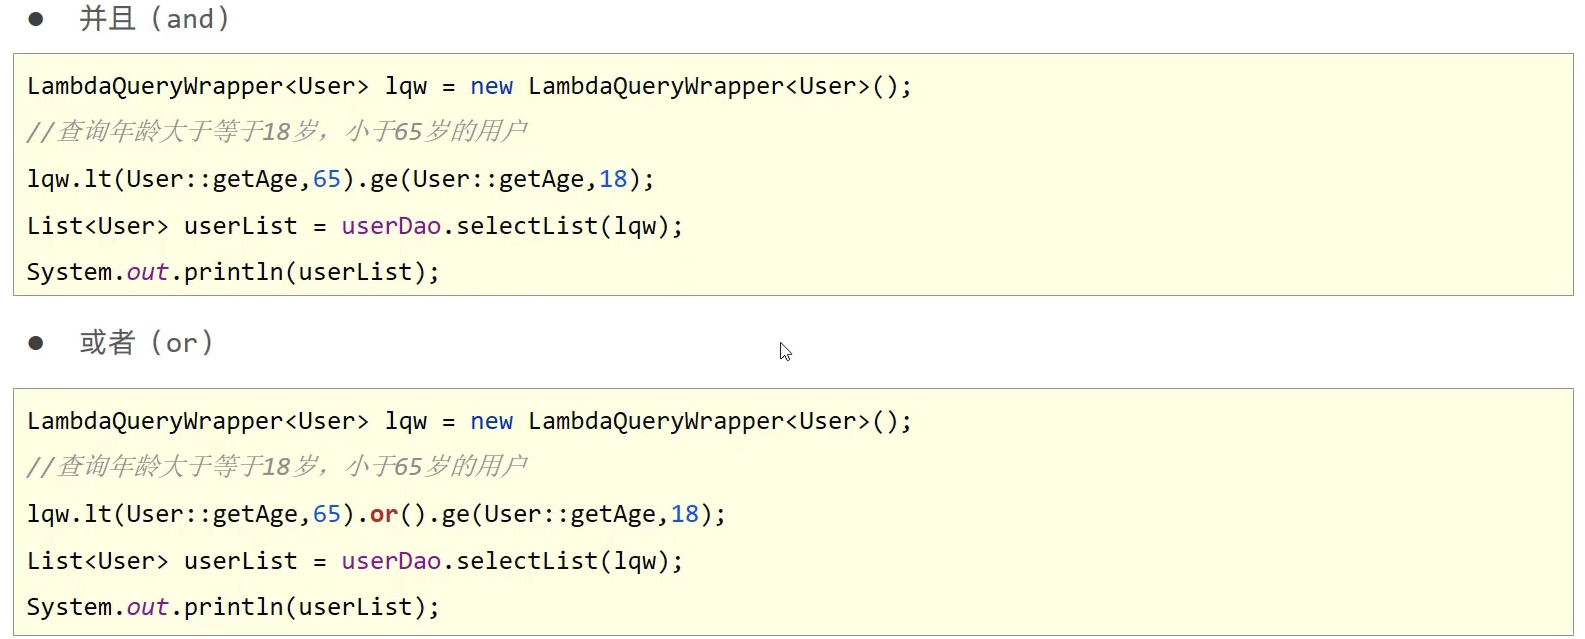 ● 并且（and）
LambdaQueryWrapper<User> lqw = new LambdaQueryWrapper<User>();
//查询年龄大于等于18岁，小于65岁的用户
lqw.lt(User::getAge,65).ge(User::getAge,18);
List<User> userList = userDao.selectList(lqw);
System.out.println(userList);
● 或者（or）
LambdaQueryWrapper<User> lqw = new LambdaQueryWrapper<User>();
//查询年龄大于等于18岁，小于65岁的用户
lqw.lt(User::getAge,65).or().ge(User::getAge,18);
List<User> userList = userDao.selectList(lqw);
System.out.println(userList);